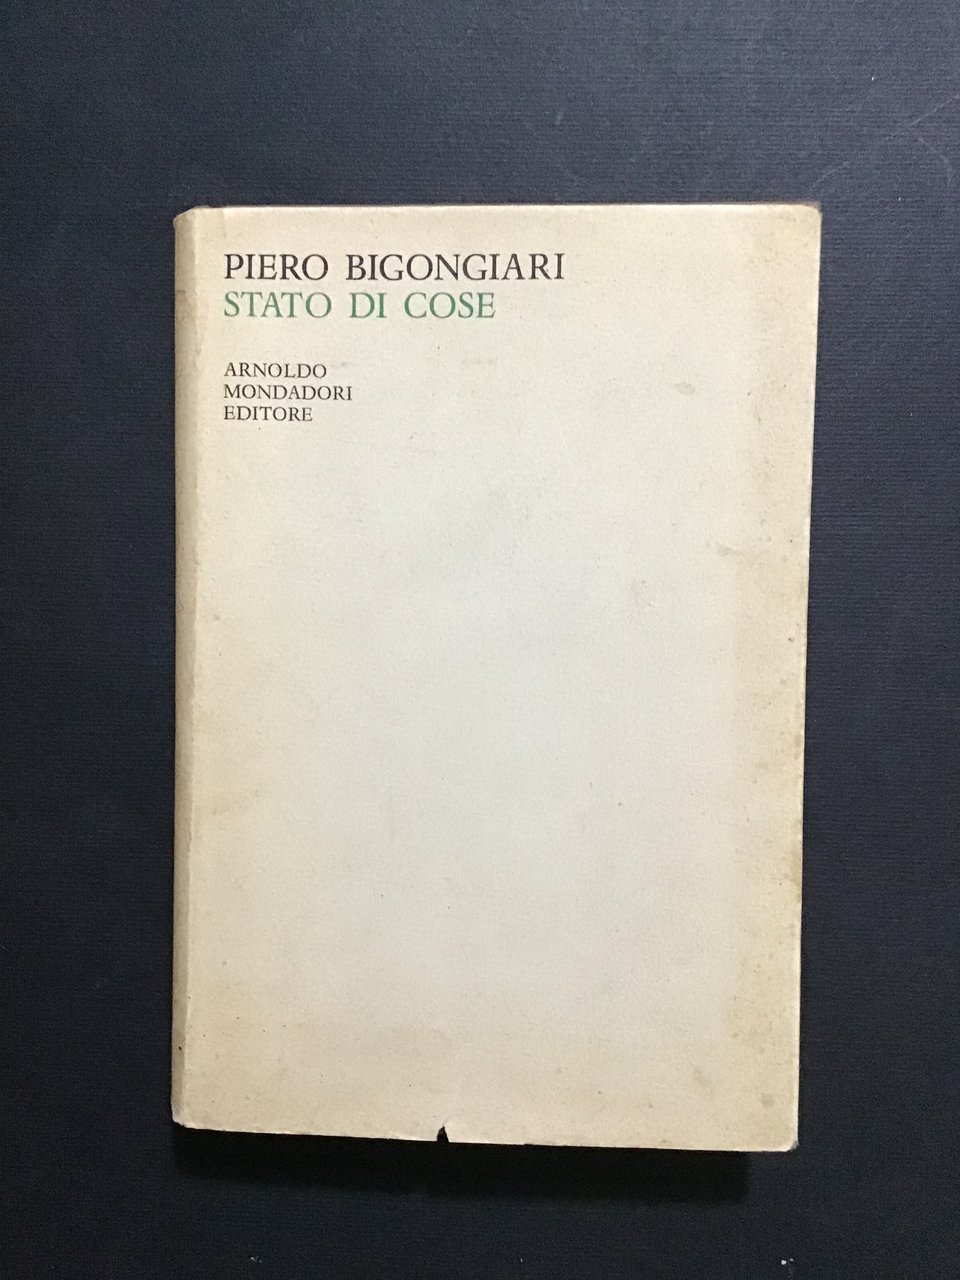 PIERO BIGONGIARI
STATO DI COSE
ARNOLDO
MONDADORI
EDITORE